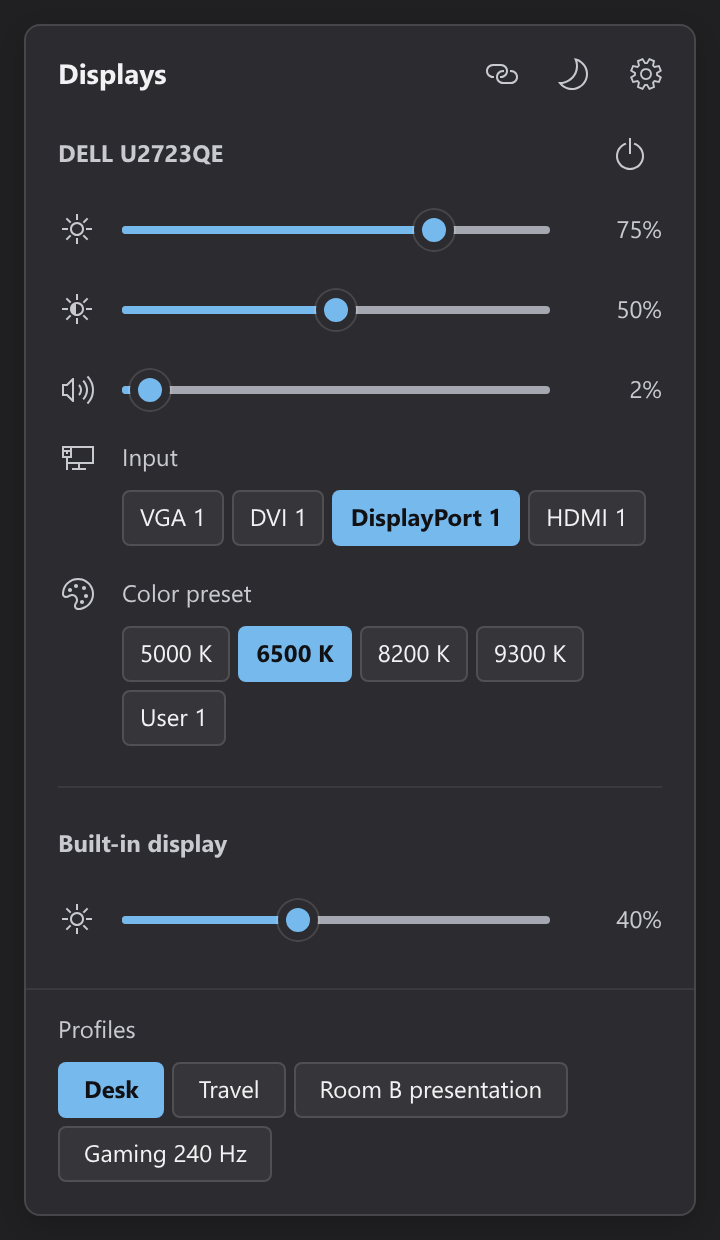 Displays
DELL U2723QE
75%
50%
2%
Input
VGA 1 DVI 1 DisplayPort 1 HDMI 1
Color preset
5000 K 6500 K 8200 K 9300 K
User 1
Built-in display
40%
Profiles
Desk Travel Room B presentation
Gaming 240 Hz